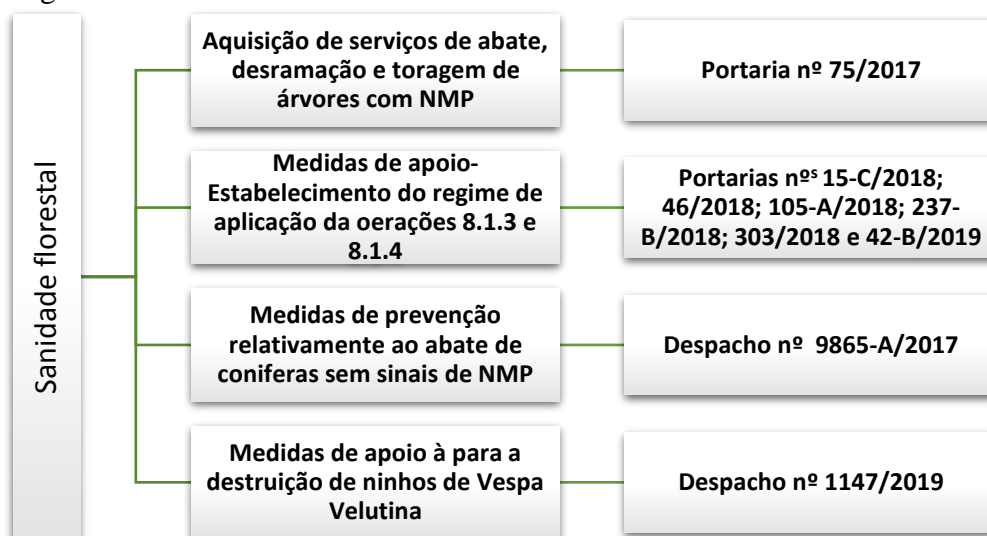 Sanidade florestal
Aquisição de serviços de abate,
desramação e toragem de
árvores com NMP
Portaria nº 75/2017
Medidas de apoio-
Estabelecimento do regime de
aplicação da oerações 8.1.3 e
8.1.4
Portarias nºˢ 15-C/2018;
46/2018; 105-A/2018; 237-
B/2018; 303/2018 e 42-B/2019
Medidas de prevenção
relativamente ao abate de
coniferas sem sinais de NMP
Despacho nº 9865-A/2017
Medidas de apoio à para a
destruição de ninhos de Vespa
Velutina
Despacho nº 1147/2019